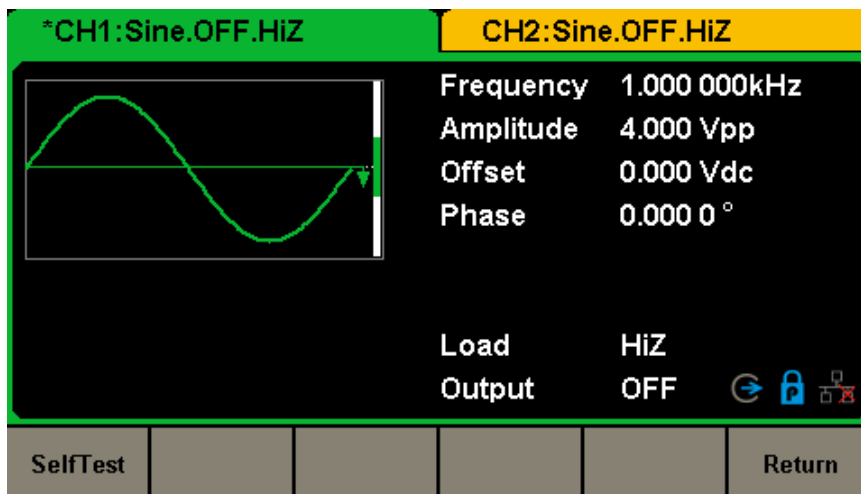 *CH1:Sine.OFF.HiZ
CH2:Sine.OFF.HiZ
Frequency 1.000 000kHz
Amplitude 4.000 Vpp
Offset 0.000 Vdc
Phase 0.000 0 °
Load HiZ
Output OFF P
SelfTest Return